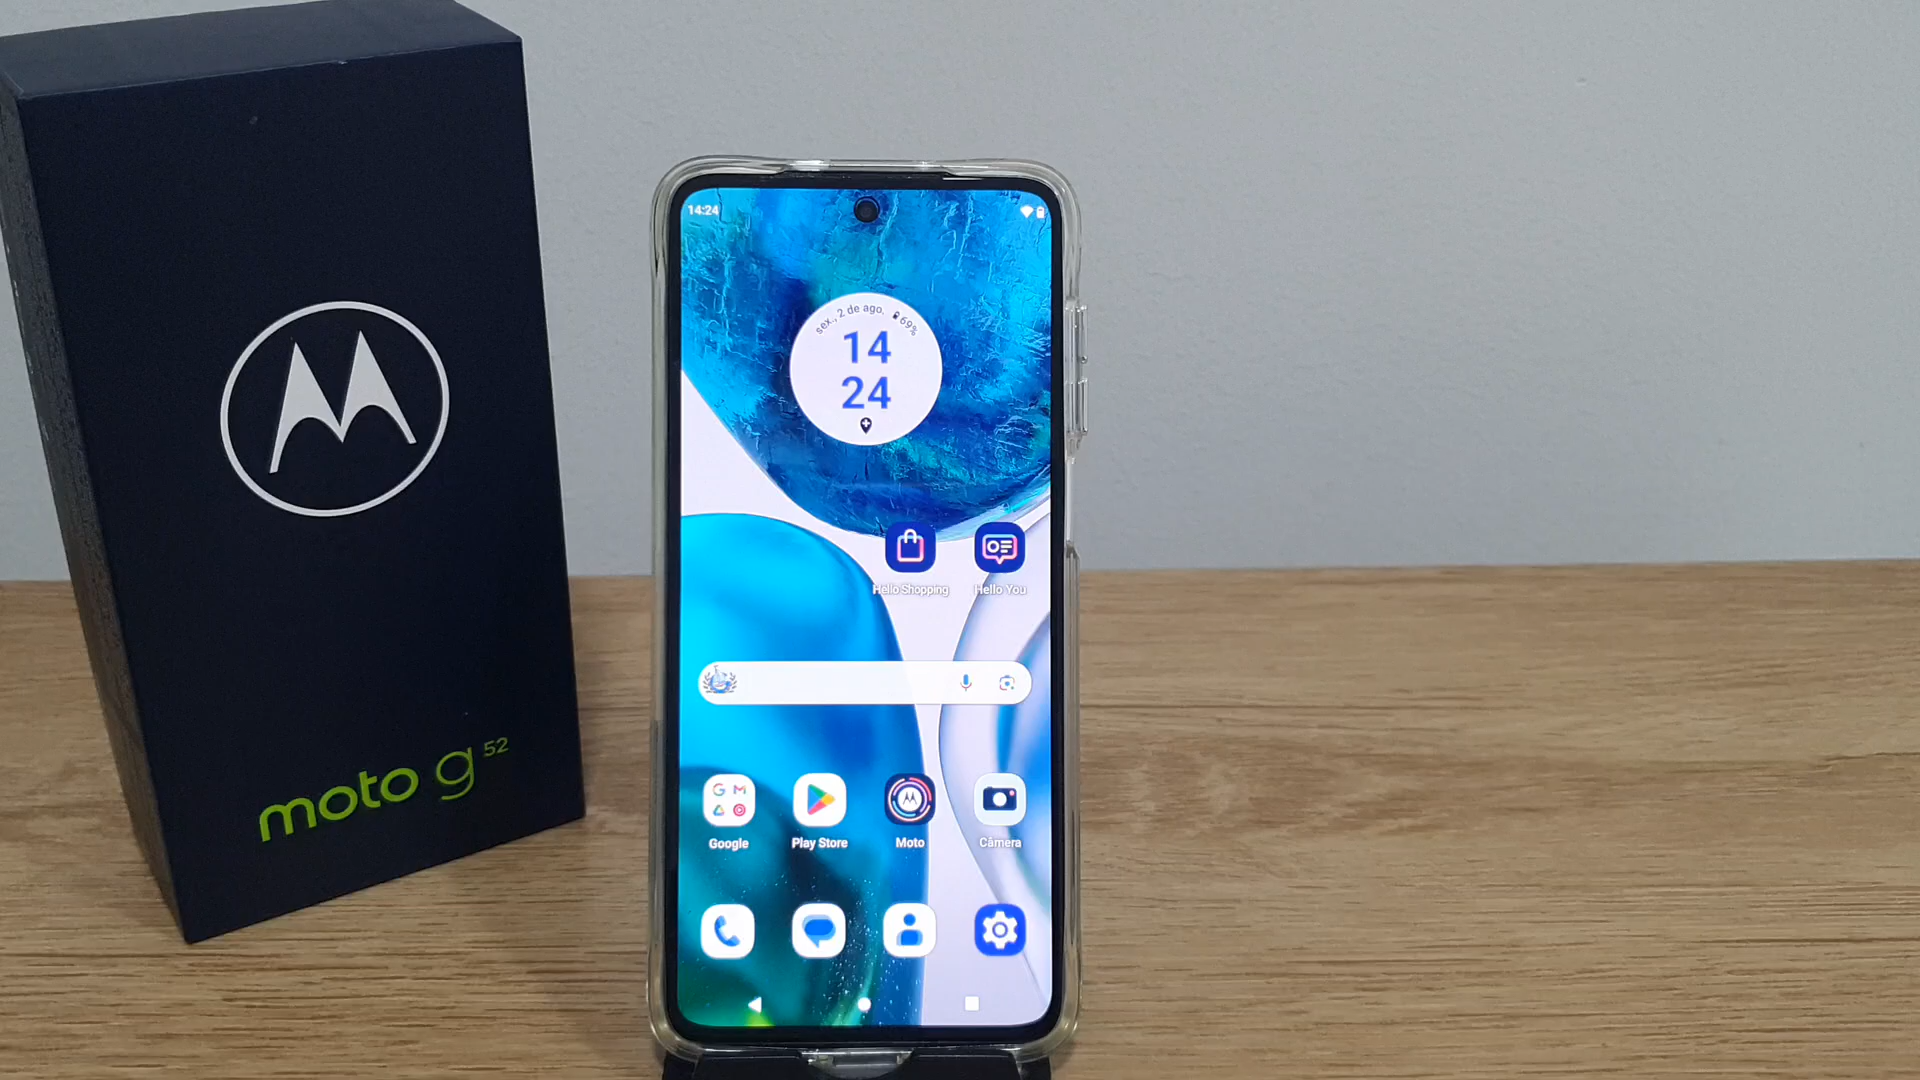 moto g 52
14:24
sex., 2 de ago. 69%
14
24
Hello Shopping
Hello You
Google
Play Store
Moto
Câmera